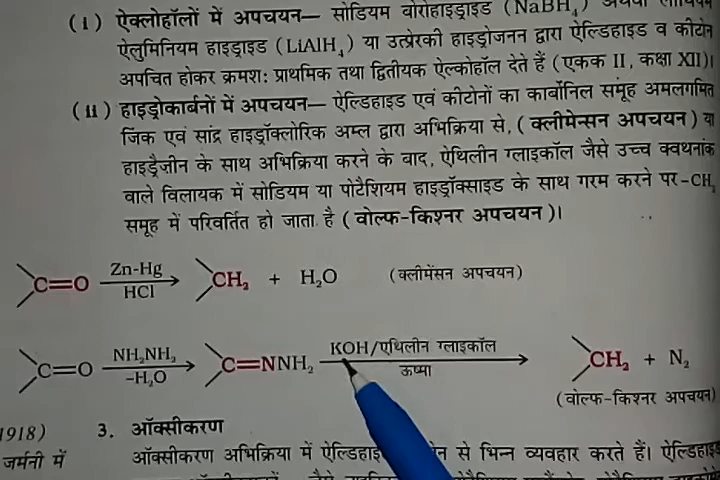 (i) ऐल्कोहॉलों में अपचयन— सोडियम बोरोहाइड्राइड (NaBH₄) अथवा लीथियम
ऐलुमिनियम हाइड्राइड (LiAlH₄) या उत्प्रेरकी हाइड्रोजनन द्वारा ऐल्डिहाइड व कीटोन
अपचित होकर क्रमश: प्राथमिक तथा द्वितीयक ऐल्कोहॉल देते हैं (एकक II, कक्षा XII)।
(ii) हाइड्रोकार्बनों में अपचयन— ऐल्डिहाइड एवं कीटोनों का कार्बोनिल समूह अमलगमित
जिंक एवं सांद्र हाइड्रॉक्लोरिक अम्ल द्वारा अभिक्रिया से, (क्लीमेन्सन अपचयन) या
हाइड्रैज़ीन के साथ अभिक्रिया करने के बाद, ऐथिलीन ग्लाइकॉल जैसे उच्च क्वथनांक
वाले विलायक में सोडियम या पोटैशियम हाइड्रॉक्साइड के साथ गरम करने पर -CH₂
समूह में परिवर्तित हो जाता है (वोल्फ-किश्नर अपचयन)।
C=O Zn-Hg HCl CH₂ + H₂O (क्लीमेंसन अपचयन)
C=O NH₂NH₂ -H₂O C=NNH₂ KOH/एथिलीन ग्लाइकॉल ऊष्मा CH₂ + N₂
(वोल्फ-किश्नर अपचयन)
1918) 3. ऑक्सीकरण
जर्मनी में ऑक्सीकरण अभिक्रिया में ऐल्डिहाइड से भिन्न व्यवहार करते हैं। ऐल्डिहाइड